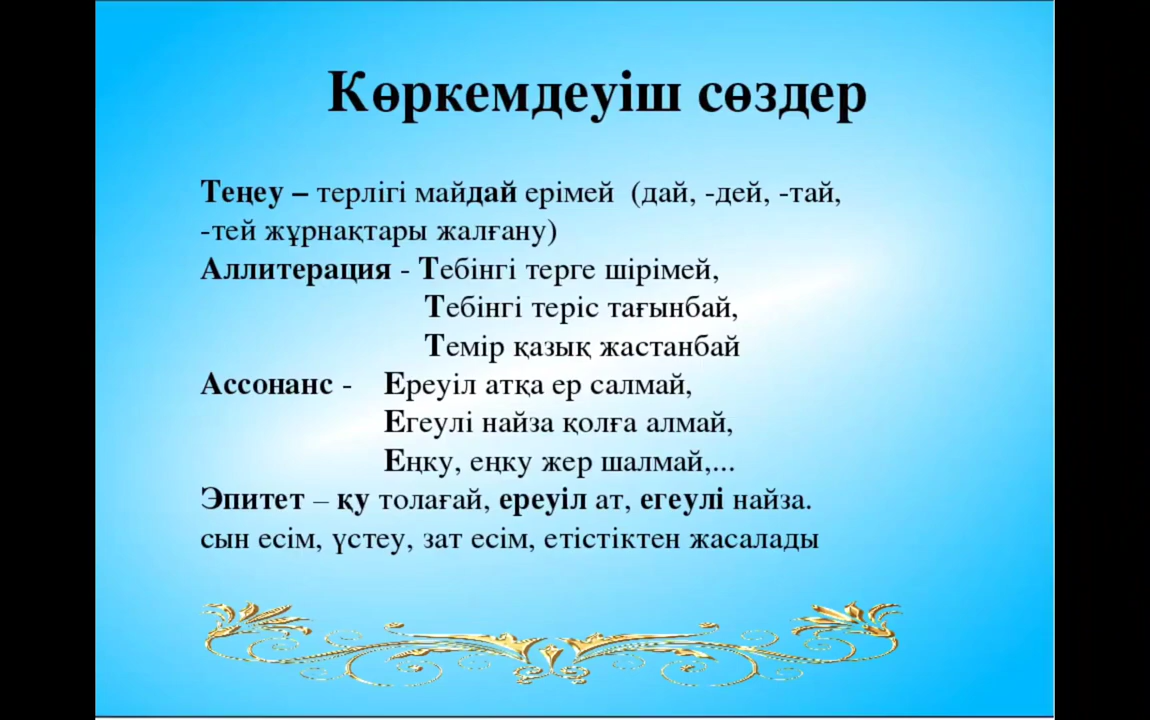 Көркемдеуіш сөздер
Теңеу – терлігі майдай ерімей (дай, -дей, -тай,
-тей жұрнақтары жалғану)
Аллитерация - Тебінгі терге шірімей,
Тебінгі теріс тағынбай,
Темір қазық жастанбай
Ассонанс - Ереуіл атқа ер салмай,
Егеулі найза қолға алмай,
Еңку, еңку жер шалмай,...
Эпитет – қу толағай, ереуіл ат, егеулі найза.
сын есім, үстеу, зат есім, етістіктен жасалады